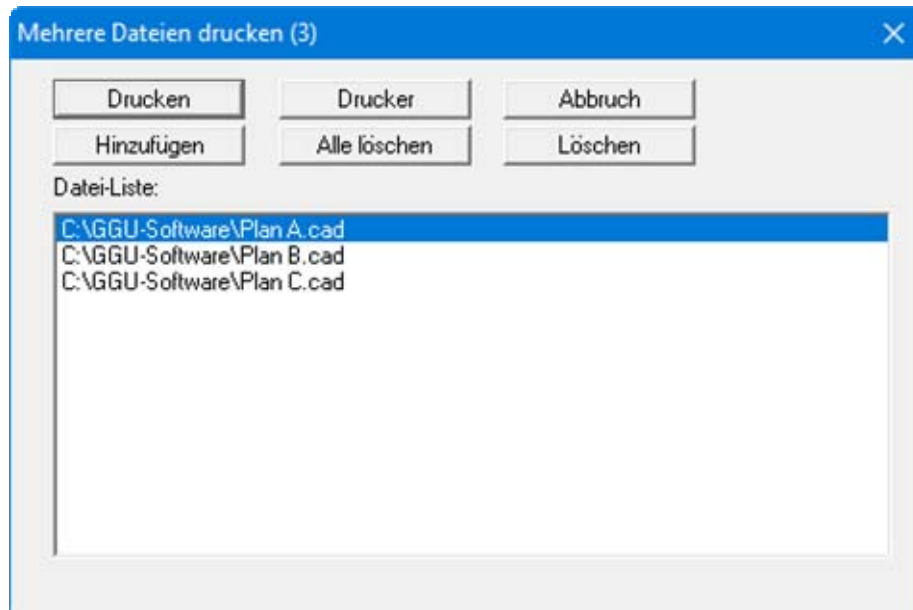 Mehrere Dateien drucken (3)
Drucken Drucker Abbruch
Hinzufügen Alle löschen Löschen
Datei-Liste:
C:\GGU-Software\Plan A.cad
C:\GGU-Software\Plan B.cad
C:\GGU-Software\Plan C.cad